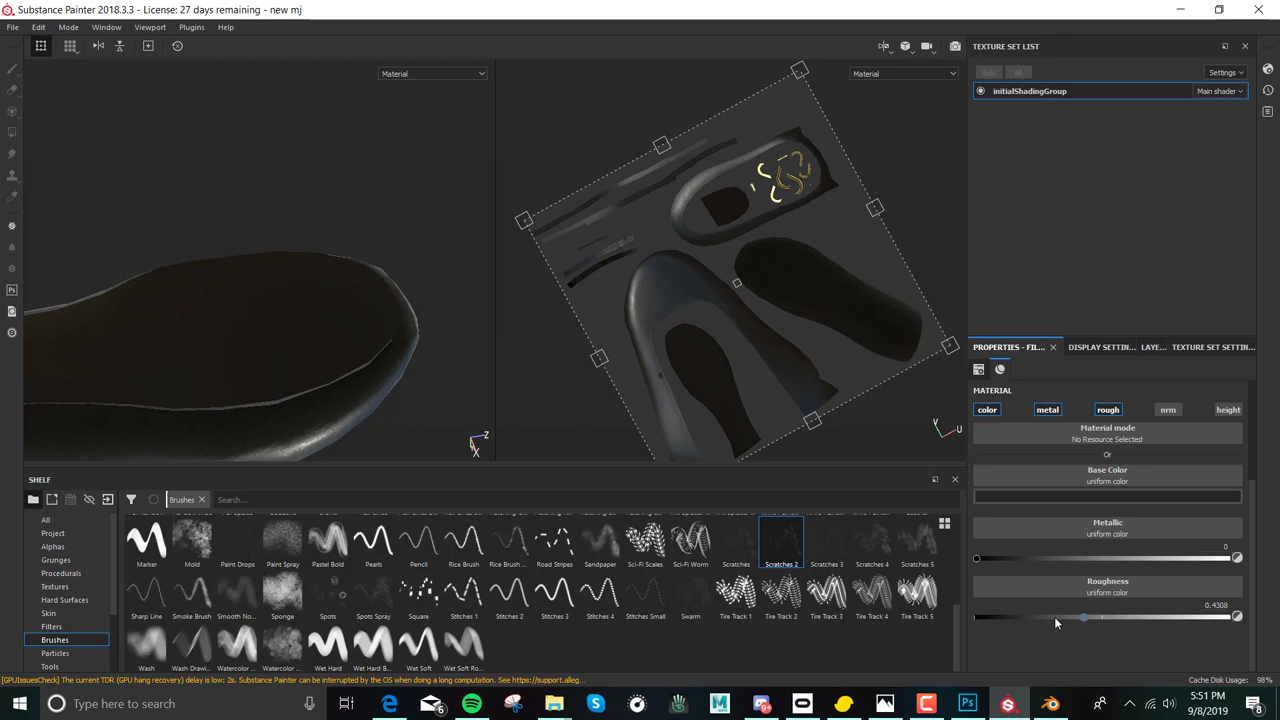 Substance Painter 2018.3.3 - License: 27 days remaining - new mj
File Edit Mode Window Viewport Plugins Help
Material
Material
TEXTURE SET LIST
Solo All Settings
initialShadingGroup Main shader
PROPERTIES - FIL... DISPLAY SETTIN... LAYE... TEXTURE SET SETTIN...
MATERIAL
color metal rough nrm height
Material mode
No Resource Selected
Or
Base Color
uniform color
Metallic
uniform color
0
Roughness
uniform color
0.4308
Z
X
V
U
SHELF
Brushes Search...
All
Project
Alphas
Grunges
Procedurals
Textures
Hard Surfaces
Skin
Filters
Brushes
Particles
Tools
Marker Mold Paint Drops Paint Spray Pastel Bold Pearls Pencil Rice Brush Rice Brush ... Road Stripes Sandpaper Sci-Fi Scales Sci-Fi Worm Scratches Scratches 2 Scratches 3 Scratches 4 Scratches 5
Sharp Line Smoke Brush Smooth No... Sponge Spots Square Stitches 1 Stitches 2 Stitches 3 Stitches 4 Stitches Small Swarm Tire Track 1 Tire Track 2 Tire Track 3 Tire Track 4 Tire Track 5
Wash Wash Drawi... Watercolor ... Watercolor ... Wet Hard Wet Hard B... Wet Soft Wet Soft Ro...
[GPUIssuesCheck] The current TDR (GPU hang recovery) delay is low: 2s. Substance Painter can be interrupted by the OS when doing a long computation. See https://support.alleg...
Cache Disk Usage: 98%
Type here to search
5:51 PM
9/8/2019